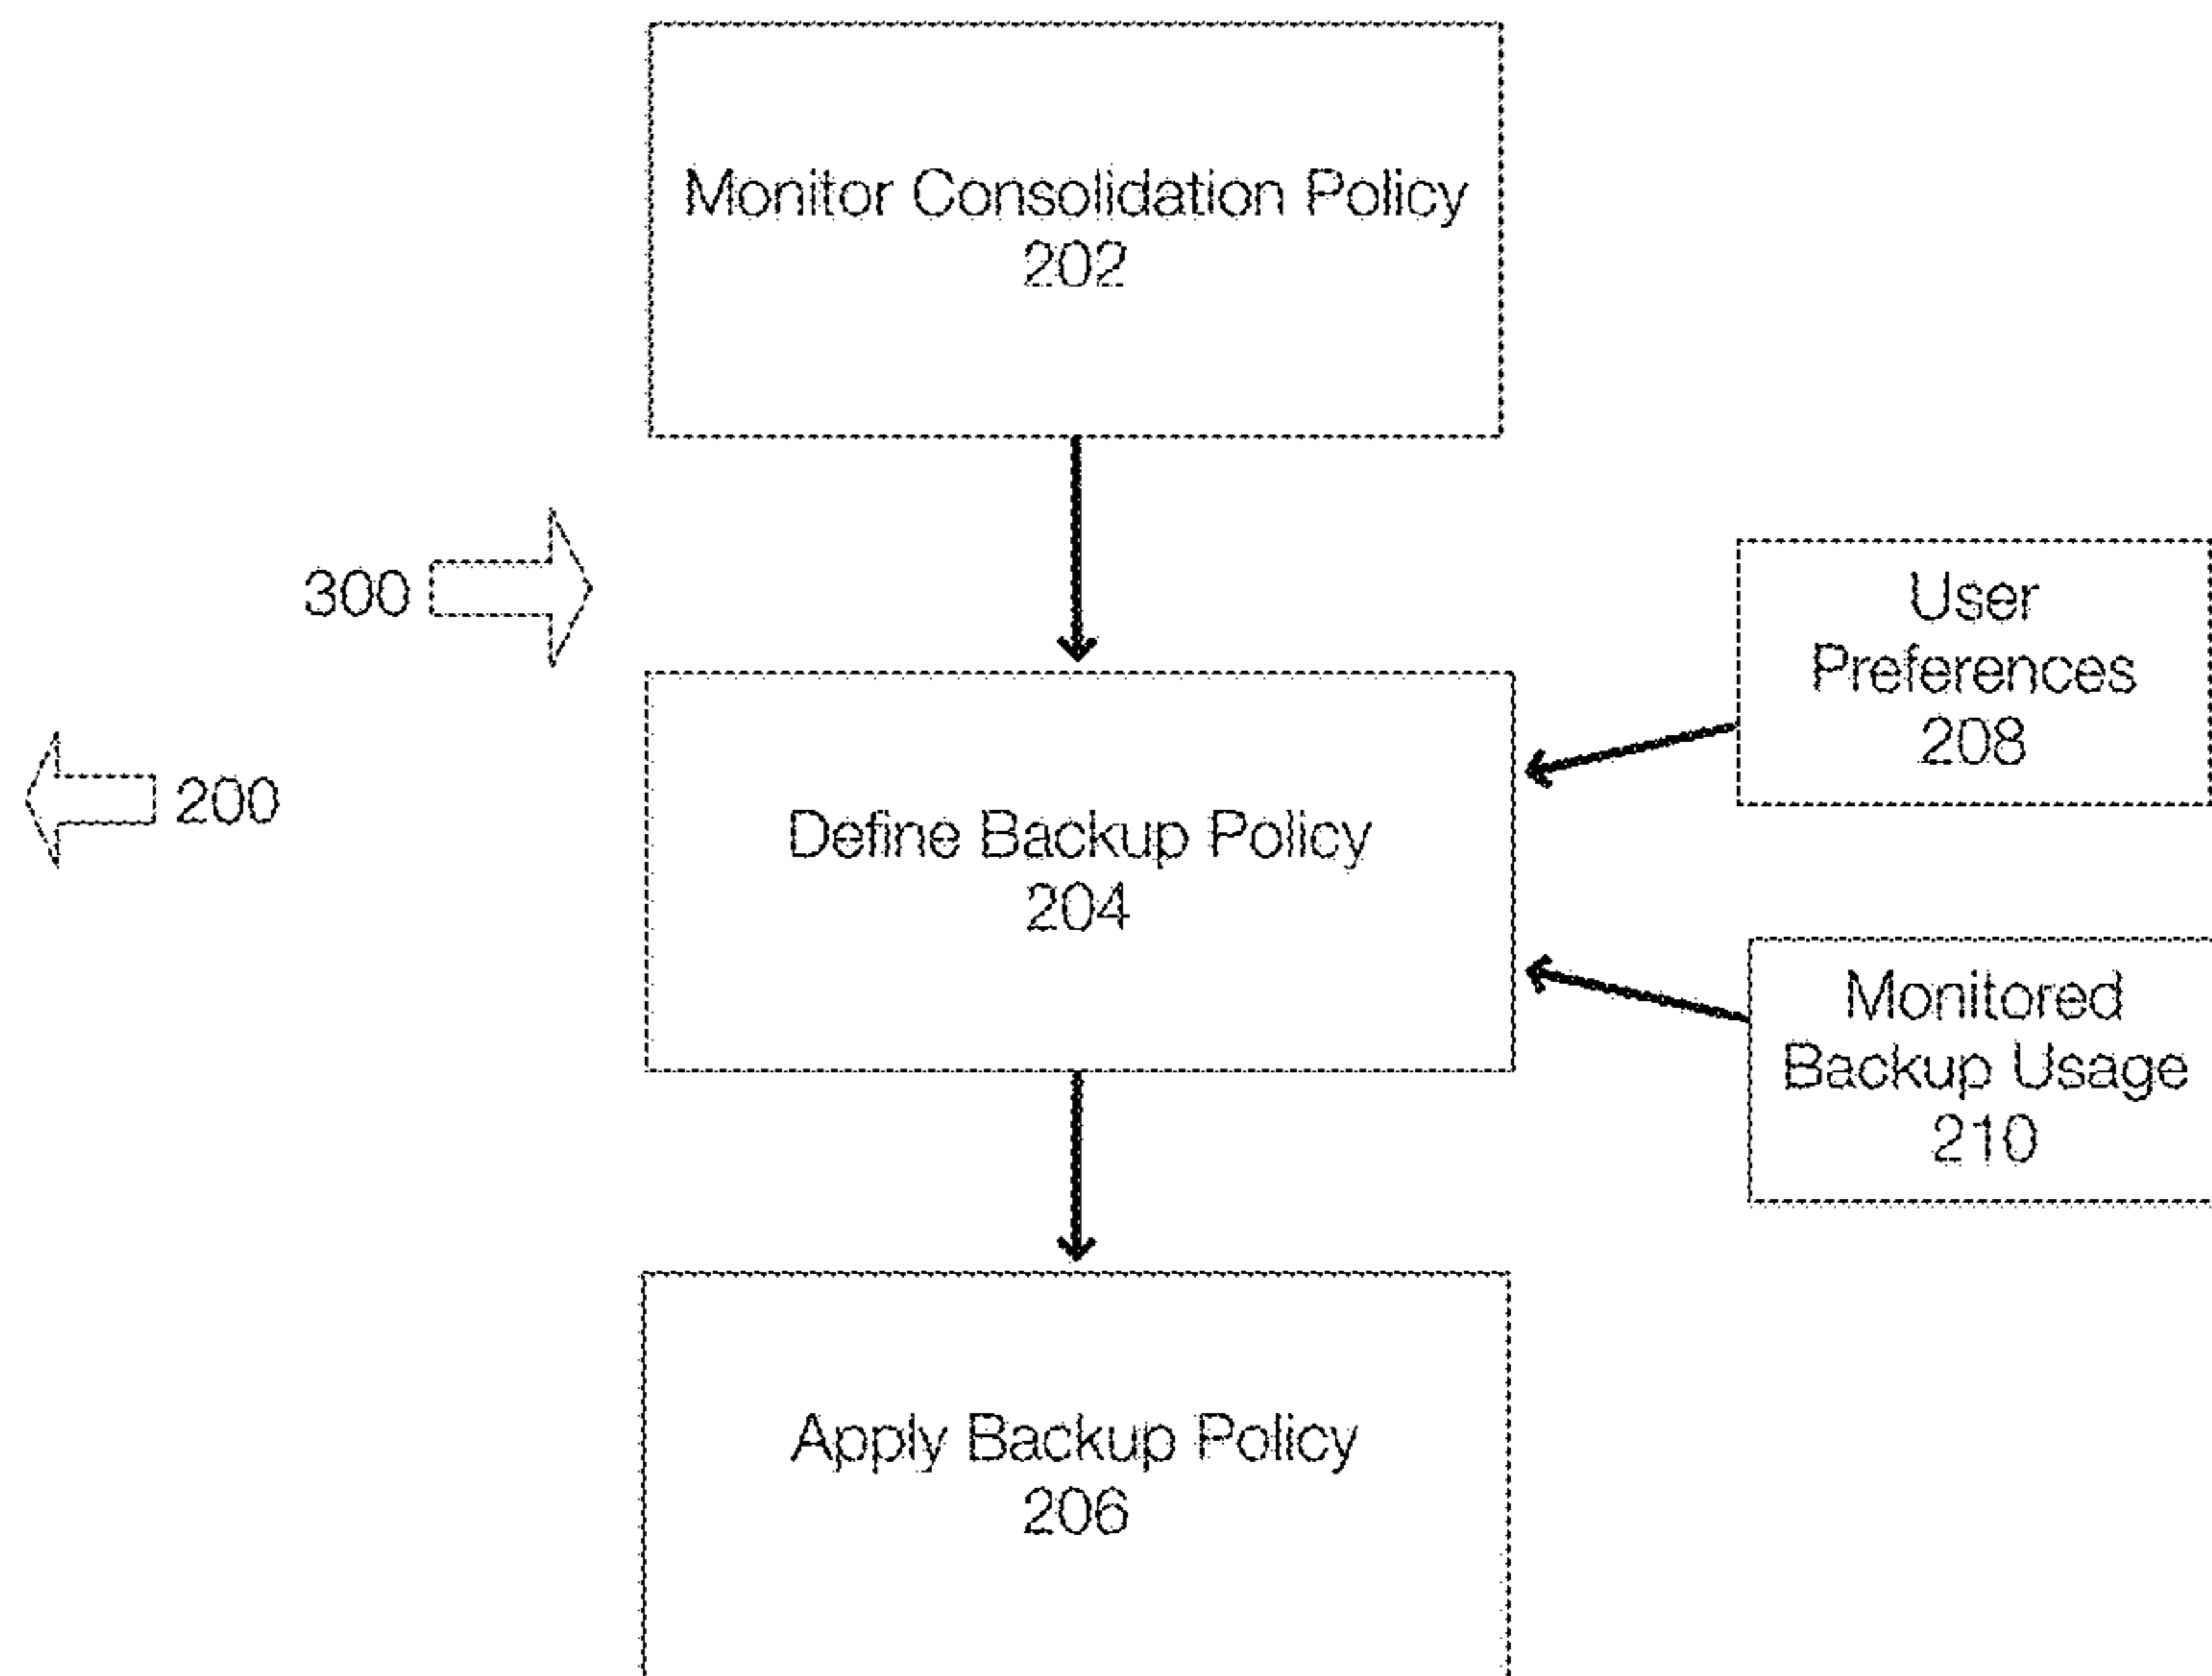 Monitor Consolidation Policy
202
300
200
User
Preferences
208
Define Backup Policy
204
Monitored
Backup Usage
210
Apply Backup Policy
206